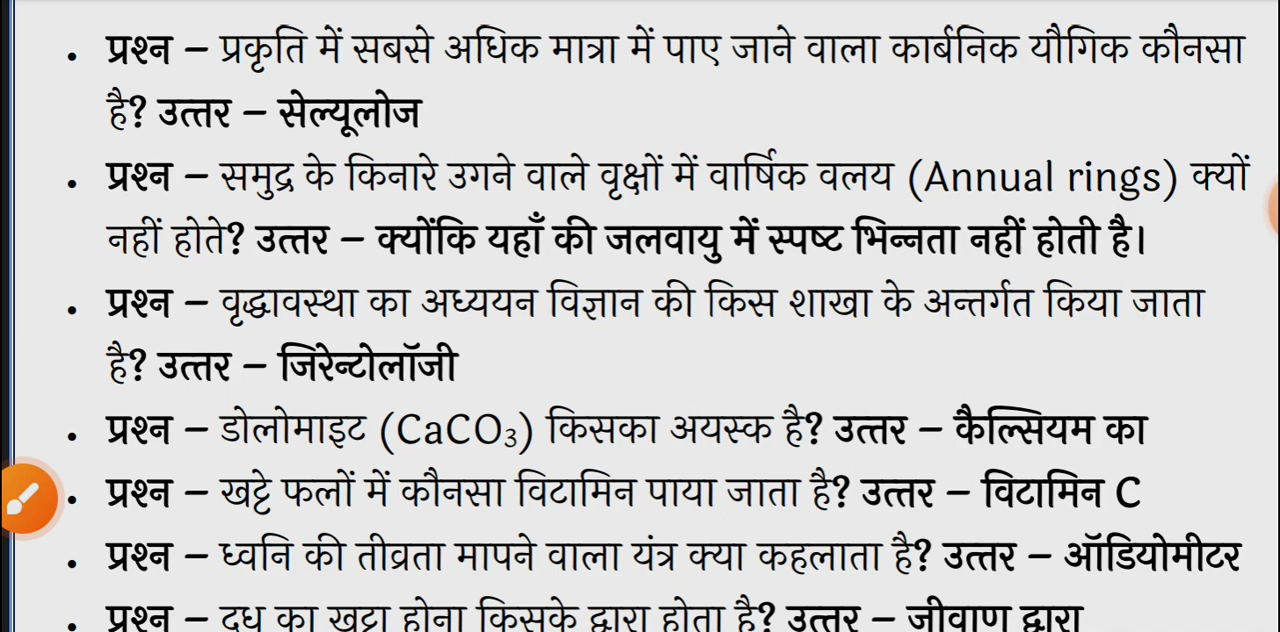 • प्रश्न – प्रकृति में सबसे अधिक मात्रा में पाए जाने वाला कार्बनिक यौगिक कौनसा
है? उत्तर – सेल्यूलोज
• प्रश्न – समुद्र के किनारे उगने वाले वृक्षों में वार्षिक वलय (Annual rings) क्यों
नहीं होते? उत्तर – क्योंकि यहाँ की जलवायु में स्पष्ट भिन्नता नहीं होती है।
• प्रश्न – वृद्धावस्था का अध्ययन विज्ञान की किस शाखा के अन्तर्गत किया जाता
है? उत्तर – जिरेन्टोलॉजी
• प्रश्न – डोलोमाइट (CaCO₃) किसका अयस्क है? उत्तर – कैल्सियम का
• प्रश्न – खट्टे फलों में कौनसा विटामिन पाया जाता है? उत्तर – विटामिन C
• प्रश्न – ध्वनि की तीव्रता मापने वाला यंत्र क्या कहलाता है? उत्तर – ऑडियोमीटर
• प्रश्न – दूध का खट्टा होना किसके द्वारा होता है? उत्तर – जीवाणु द्वारा